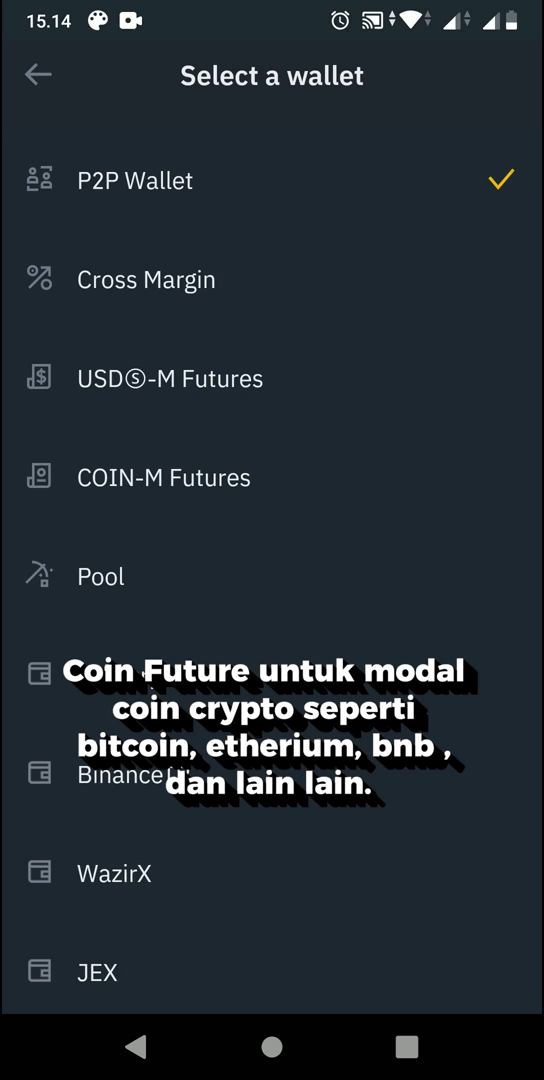 15.14
Select a wallet
P2P Wallet
Cross Margin
USDⓈ-M Futures
COIN-M Futures
Pool
Coin Future untuk modal
coin crypto seperti
bitcoin, etherium, bnb ,
dan lain lain.
Binance
WazirX
JEX